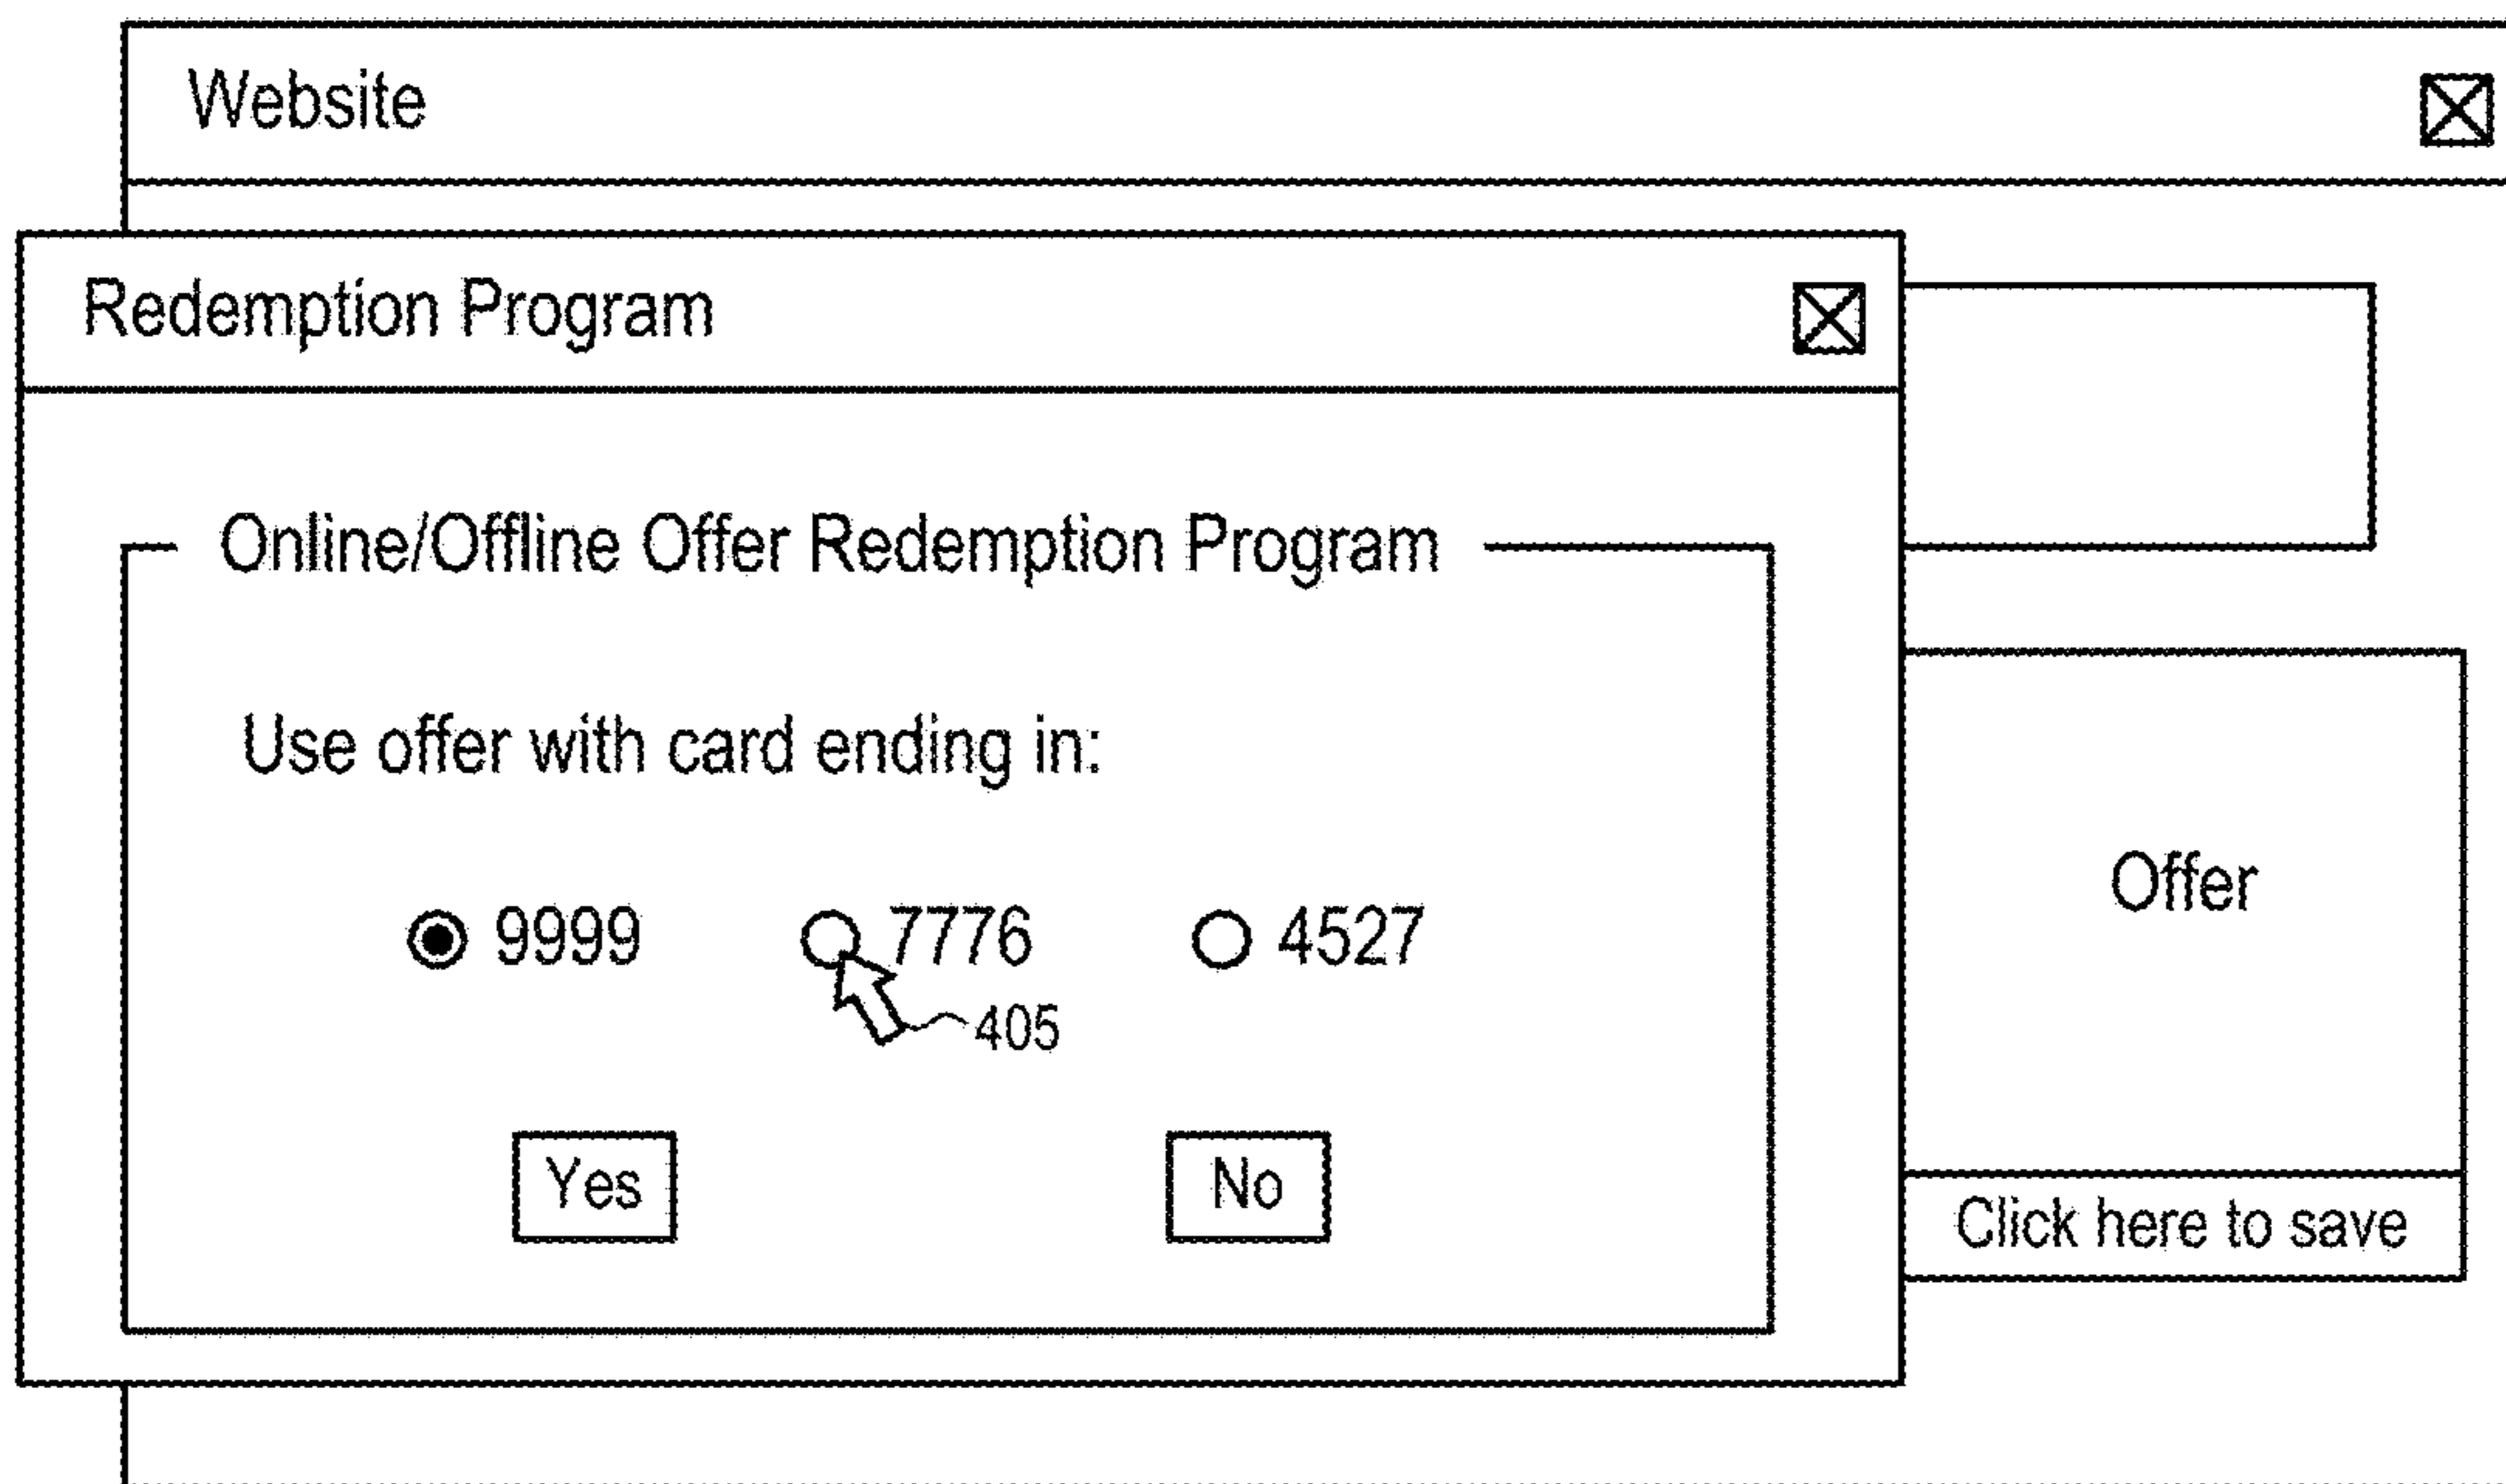 Website
Redemption Program
Online/Offline Offer Redemption Program
Use offer with card ending in:
9999 7776 4527
405
Yes No
Offer
Click here to save